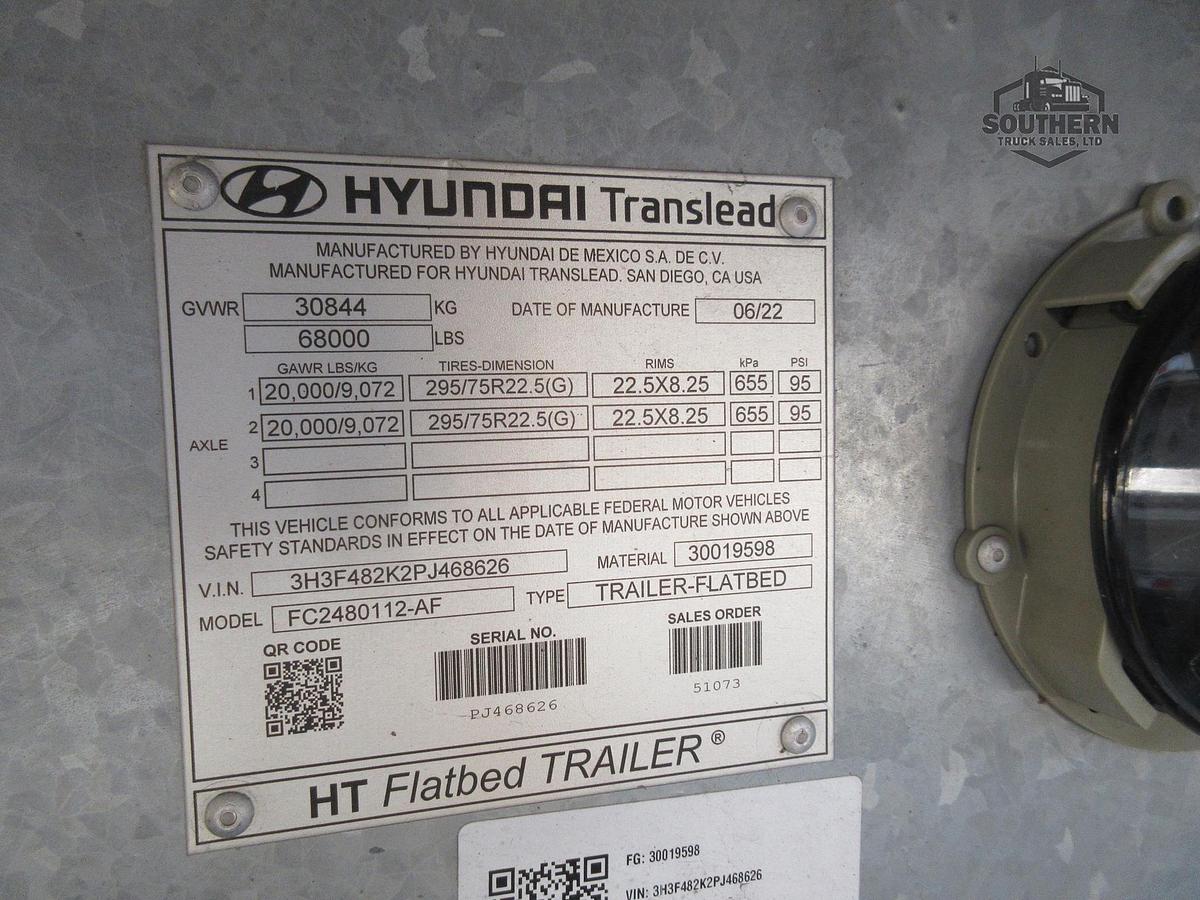 SOUTHERN
TRUCK SALES, LTD
HYUNDAI Translead
MANUFACTURED BY HYUNDAI DE MEXICO S.A. DE C.V.
MANUFACTURED FOR HYUNDAI TRANSLEAD. SAN DIEGO, CA USA
GVWR 30844 KG DATE OF MANUFACTURE 06/22
68000 LBS
GAWR LBS/KG TIRES-DIMENSION RIMS kPa PSI
1 20,000/9,072 295/75R22.5(G) 22.5X8.25 655 95
2 20,000/9,072 295/75R22.5(G) 22.5X8.25 655 95
AXLE
3
4
THIS VEHICLE CONFORMS TO ALL APPLICABLE FEDERAL MOTOR VEHICLES
SAFETY STANDARDS IN EFFECT ON THE DATE OF MANUFACTURE SHOWN ABOVE
V.I.N. 3H3F482K2PJ468626 MATERIAL 30019598
MODEL FC2480112-AF TYPE TRAILER-FLATBED
QR CODE SERIAL NO. SALES ORDER
PJ468626 51073
HT Flatbed TRAILER ®
FG: 30019598
VIN: 3H3F482K2PJ468626